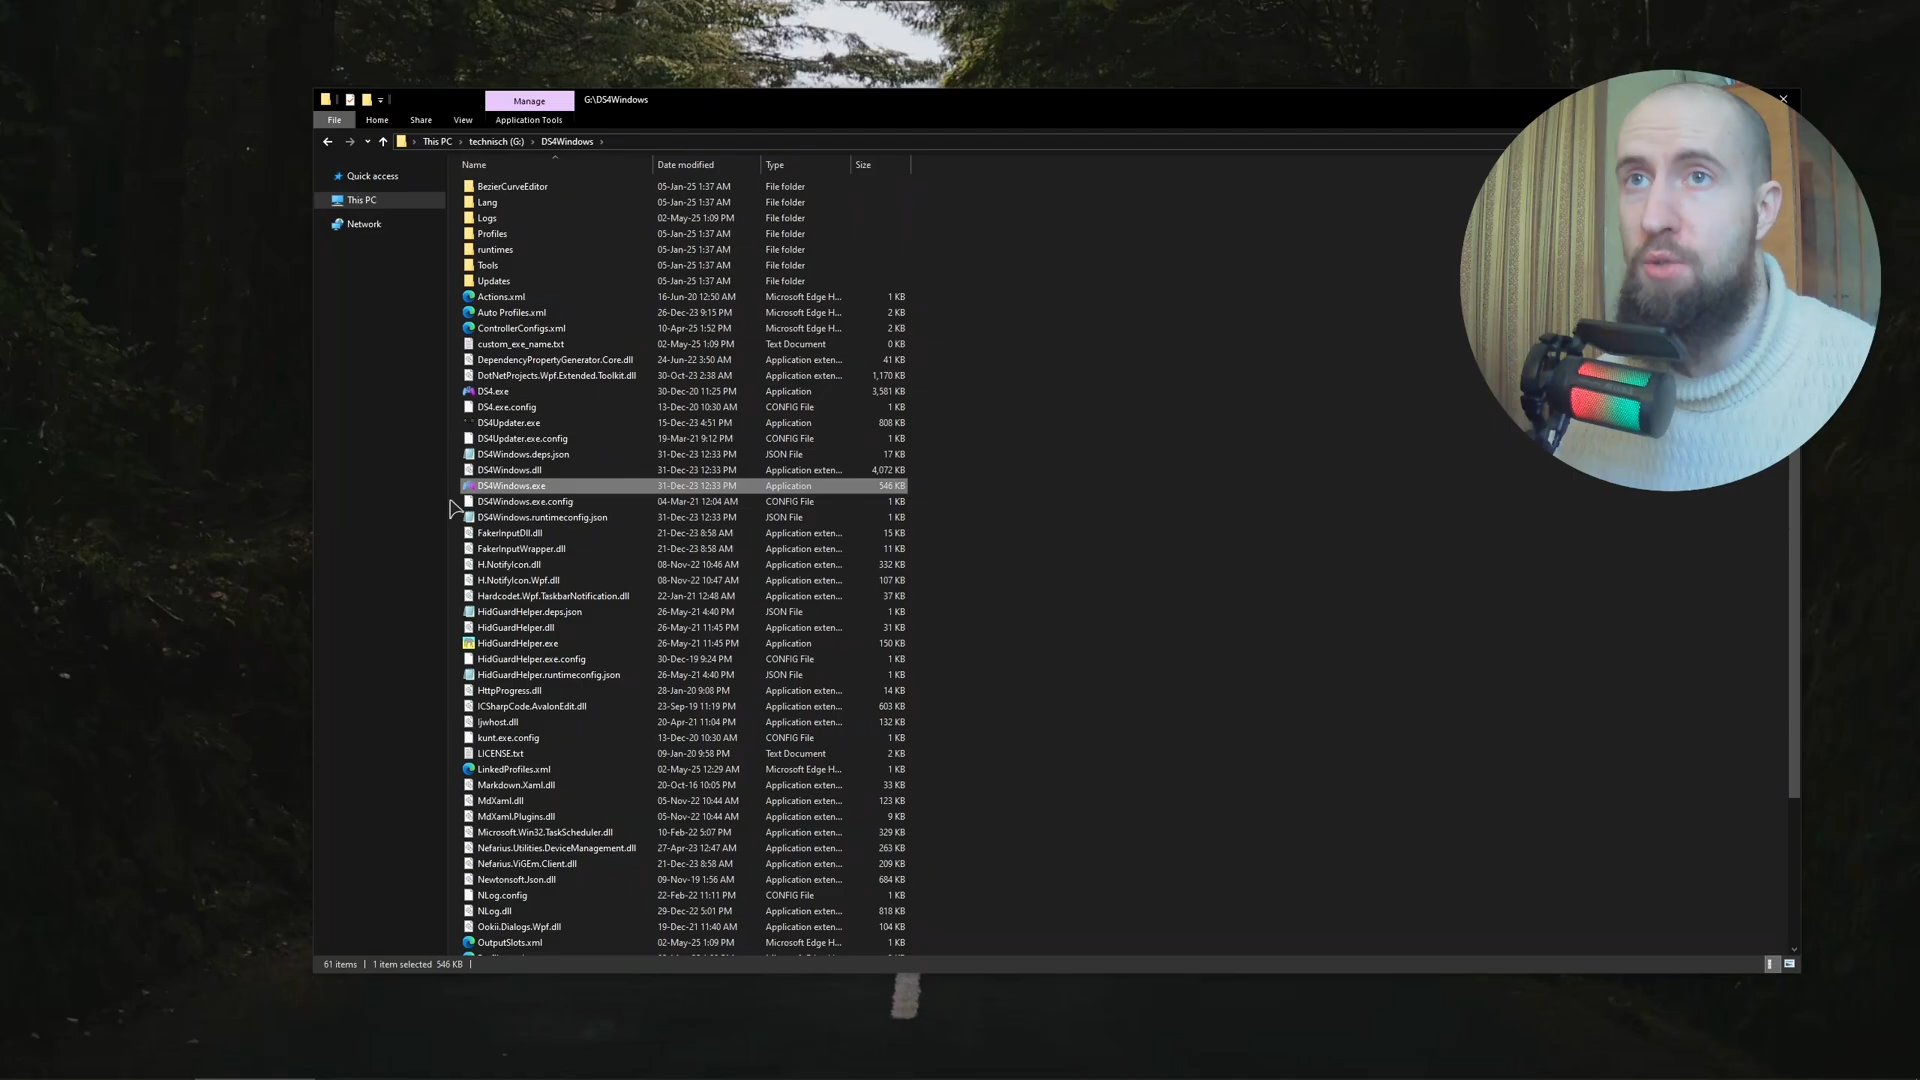 Manage
G:\DS4Windows
File
Home
Share
View
Application Tools
This PC
technisch (G:)
DS4Windows
Quick access
This PC
Network
Name
Date modified
Type
Size
BezierCurveEditor 05-Jan-25 1:37 AM File folder
Lang 05-Jan-25 1:37 AM File folder
Logs 02-May-25 1:09 PM File folder
Profiles 05-Jan-25 1:37 AM File folder
runtimes 05-Jan-25 1:37 AM File folder
Tools 05-Jan-25 1:37 AM File folder
Updates 05-Jan-25 1:37 AM File folder
Actions.xml 16-Jun-20 12:50 AM Microsoft Edge H... 1 KB
Auto Profiles.xml 26-Dec-23 9:15 PM Microsoft Edge H... 2 KB
ControllerConfigs.xml 10-Apr-25 1:52 PM Microsoft Edge H... 2 KB
custom_exe_name.txt 02-May-25 1:09 PM Text Document 0 KB
DependencyPropertyGenerator.Core.dll 24-Jun-22 3:50 AM Application exten... 41 KB
DotNetProjects.Wpf.Extended.Toolkit.dll 30-Oct-23 2:38 AM Application exten... 1,170 KB
DS4.exe 30-Dec-20 11:25 PM Application 3,581 KB
DS4.exe.config 13-Dec-20 10:30 AM CONFIG File 1 KB
DS4Updater.exe 15-Dec-23 4:51 PM Application 808 KB
DS4Updater.exe.config 19-Mar-21 9:12 PM CONFIG File 1 KB
DS4Windows.deps.json 31-Dec-23 12:33 PM JSON File 17 KB
DS4Windows.dll 31-Dec-23 12:33 PM Application exten... 4,072 KB
DS4Windows.exe 31-Dec-23 12:33 PM Application 546 KB
DS4Windows.exe.config 04-Mar-21 12:04 AM CONFIG File 1 KB
DS4Windows.runtimeconfig.json 31-Dec-23 12:33 PM JSON File 1 KB
FakerInputDll.dll 21-Dec-23 8:58 AM Application exten... 15 KB
FakerInputWrapper.dll 21-Dec-23 8:58 AM Application exten... 11 KB
H.NotifyIcon.dll 08-Nov-22 10:46 AM Application exten... 332 KB
H.NotifyIcon.Wpf.dll 08-Nov-22 10:47 AM Application exten... 107 KB
Hardcodet.Wpf.TaskbarNotification.dll 22-Jan-21 12:48 AM Application exten... 37 KB
HidGuardHelper.deps.json 26-May-21 4:40 PM JSON File 1 KB
HidGuardHelper.dll 26-May-21 11:45 PM Application exten... 31 KB
HidGuardHelper.exe 26-May-21 11:45 PM Application 150 KB
HidGuardHelper.exe.config 30-Dec-19 9:24 PM CONFIG File 1 KB
HidGuardHelper.runtimeconfig.json 26-May-21 4:40 PM JSON File 1 KB
HttpProgress.dll 28-Jan-20 9:08 PM Application exten... 14 KB
ICSharpCode.AvalonEdit.dll 23-Sep-19 11:19 PM Application exten... 603 KB
Ijwhost.dll 20-Apr-21 11:04 PM Application exten... 132 KB
kunt.exe.config 13-Dec-20 10:30 AM CONFIG File 1 KB
LICENSE.txt 09-Jan-20 9:58 PM Text Document 2 KB
LinkedProfiles.xml 02-May-25 12:29 AM Microsoft Edge H... 1 KB
Markdown.Xaml.dll 20-Oct-16 10:05 PM Application exten... 33 KB
MdXaml.dll 05-Nov-22 10:44 AM Application exten... 123 KB
MdXaml.Plugins.dll 05-Nov-22 10:44 AM Application exten... 9 KB
Microsoft.Win32.TaskScheduler.dll 10-Feb-22 5:07 PM Application exten... 329 KB
Nefarius.Utilities.DeviceManagement.dll 27-Apr-23 12:47 AM Application exten... 263 KB
Nefarius.ViGEm.Client.dll 21-Dec-23 8:58 AM Application exten... 209 KB
Newtonsoft.Json.dll 09-Nov-19 1:56 AM Application exten... 684 KB
NLog.config 22-Feb-22 11:11 PM CONFIG File 1 KB
NLog.dll 29-Dec-22 5:01 PM Application exten... 818 KB
Ookii.Dialogs.Wpf.dll 19-Dec-21 11:40 AM Application exten... 104 KB
OutputSlots.xml 02-May-25 1:09 PM Microsoft Edge H... 1 KB
61 items
1 item selected 546 KB